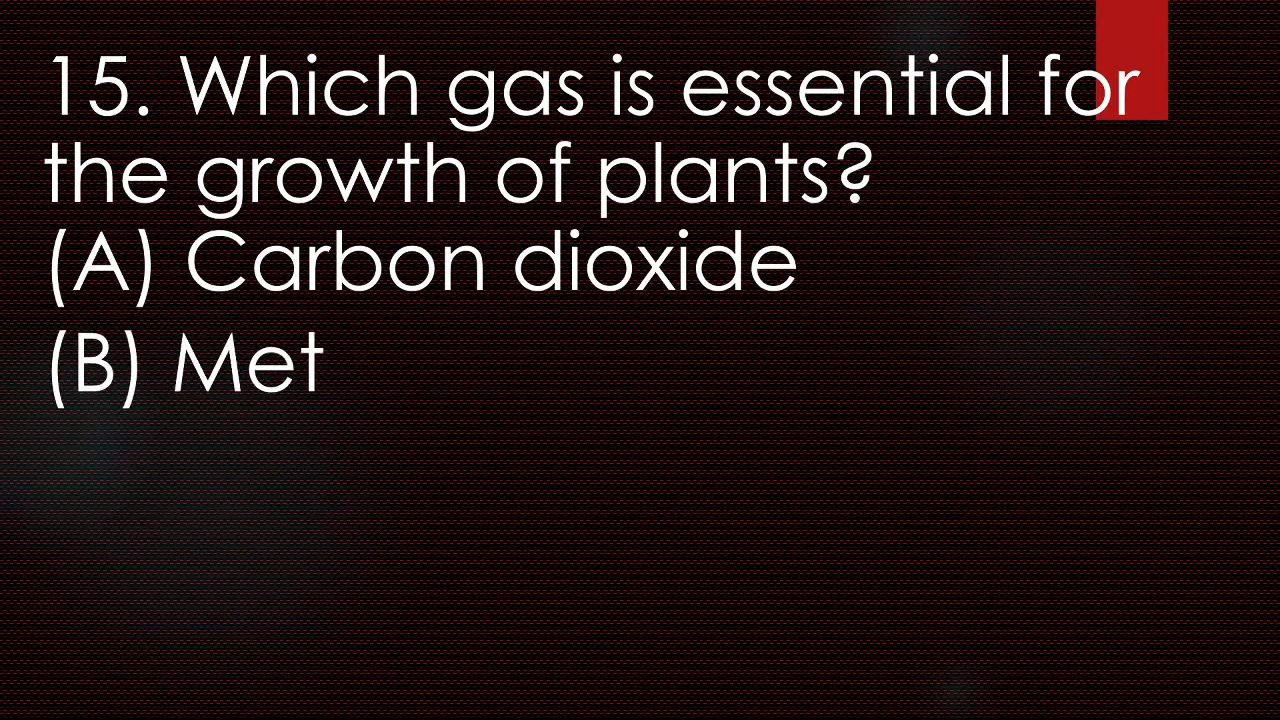 15. Which gas is essential for
the growth of plants?
(A) Carbon dioxide
(B) Met